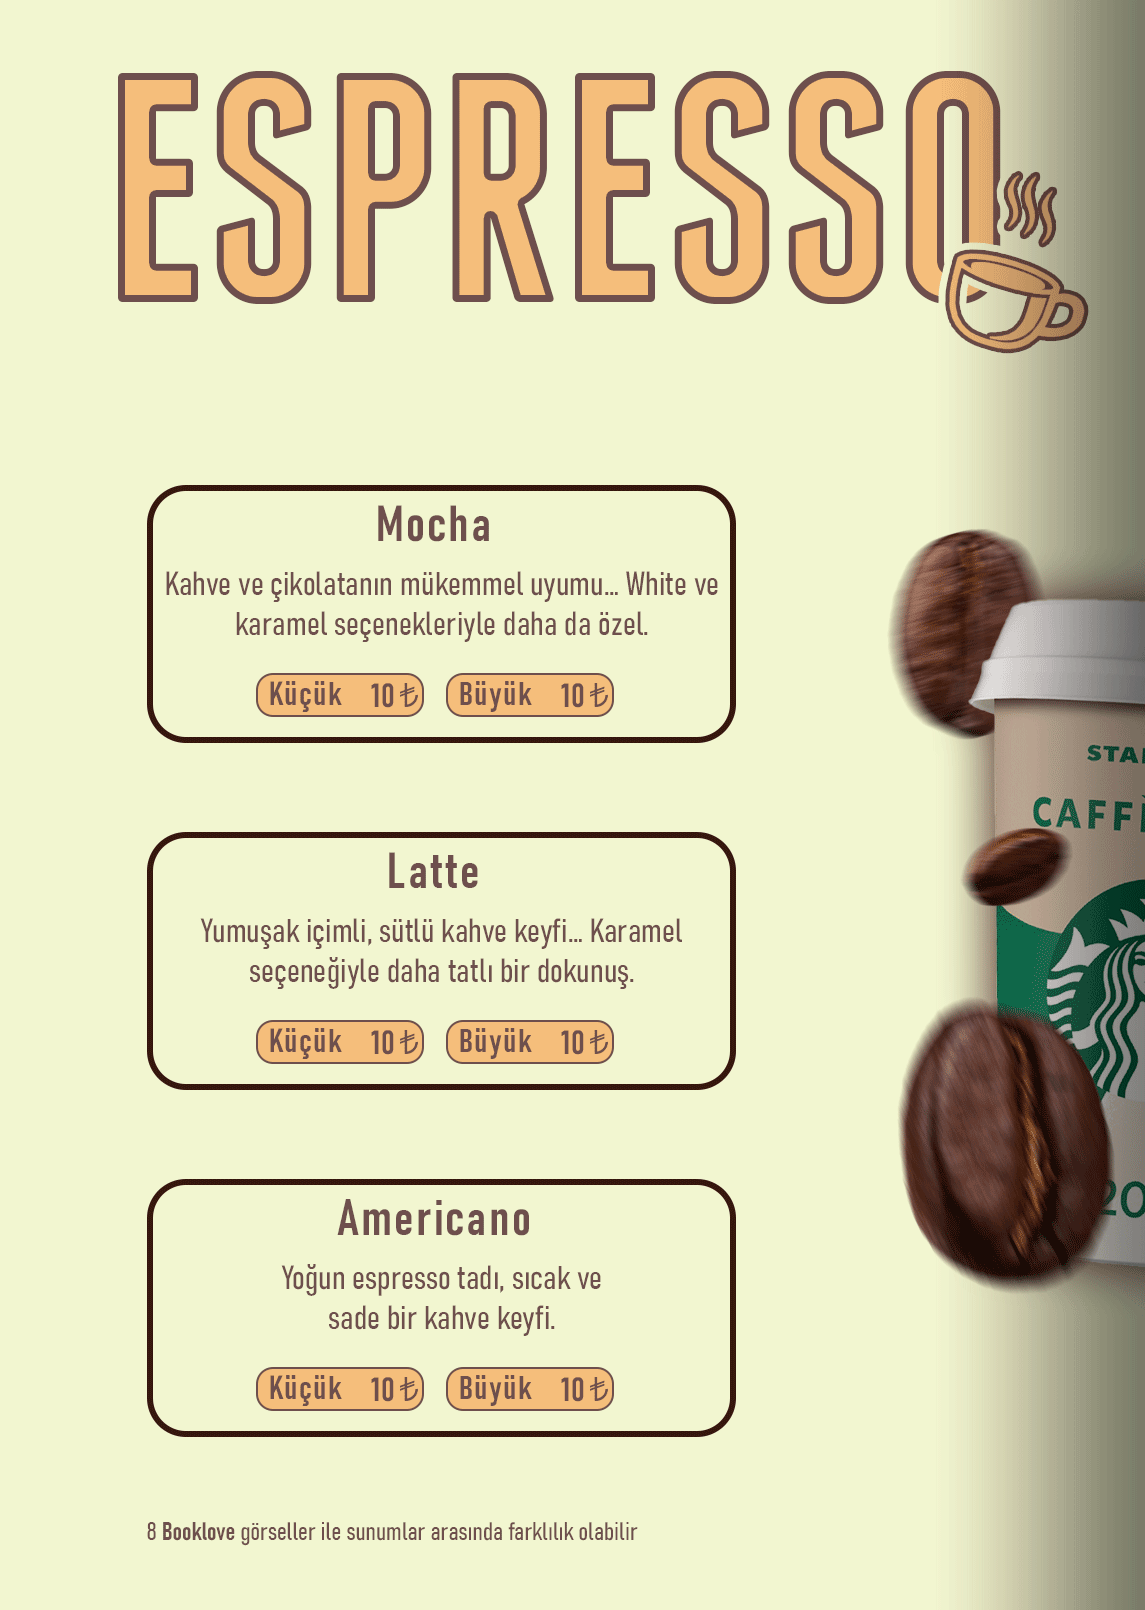 ESPRESSO
Mocha
Kahve ve çikolatanın mükemmel uyumu... White ve
karamel seçenekleriyle daha da özel.
Küçük 10₺ Büyük 10₺
STAR
CAFFÈ
Latte
Yumuşak içimli, sütlü kahve keyfi... Karamel
seçeneğiyle daha tatlı bir dokunuş.
Küçük 10₺ Büyük 10₺
Americano
Yoğun espresso tadı, sıcak ve
sade bir kahve keyfi.
Küçük 10₺ Büyük 10₺
20
8 Booklove görseller ile sunumlar arasında farklılık olabilir